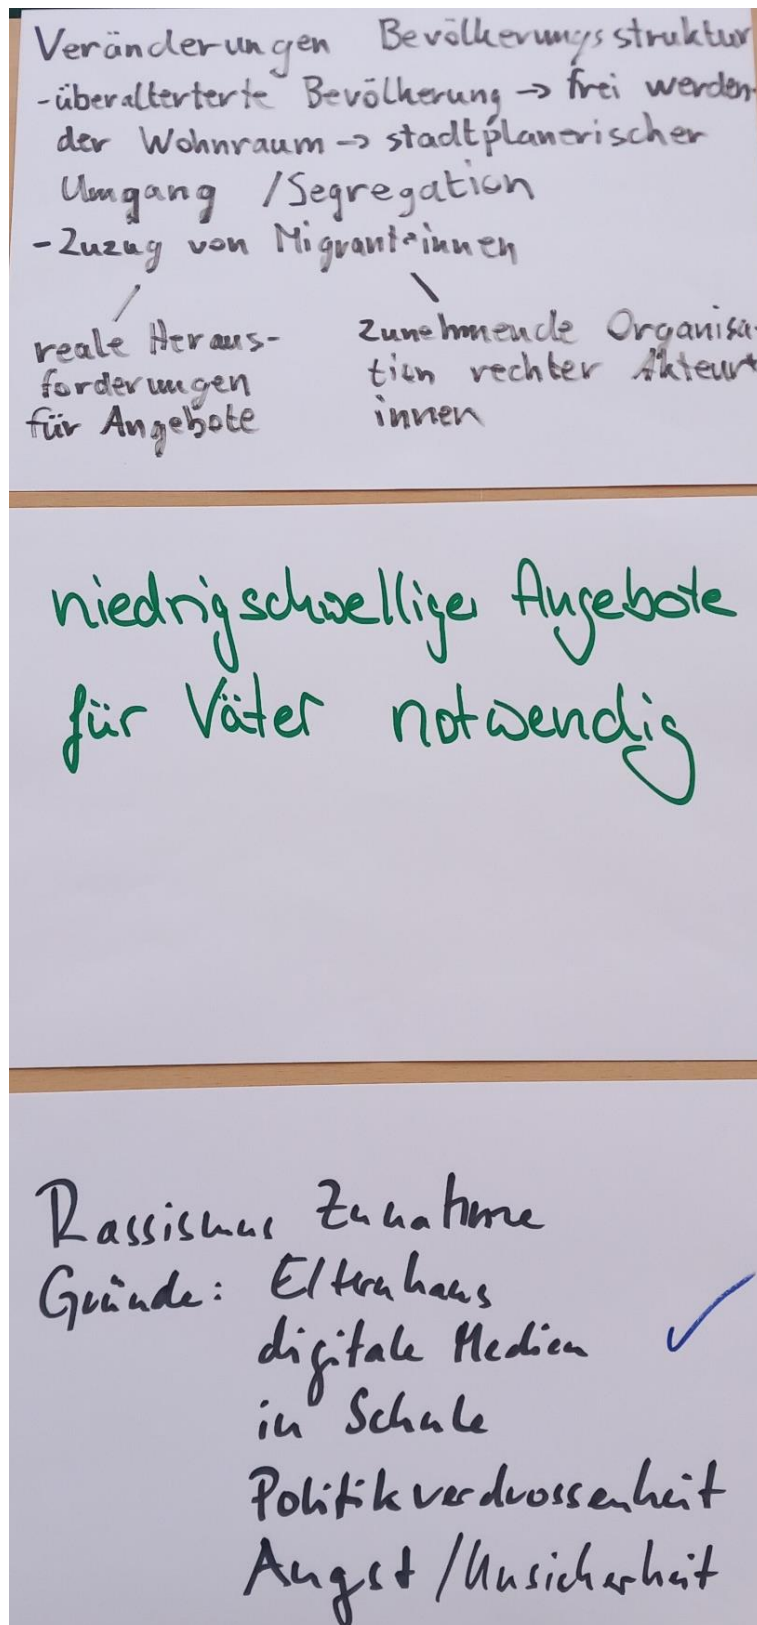 Veränderungen Bevölkerungsstruktur
-überalterterte Bevölkerung → frei werden-
der Wohnraum → stadtplanerischer
Umgang /Segregation
- Zuzug von Migrant*innen
reale Heraus-
forderungen
für Angebote
zunehmende Organisa-
tion rechter Akteur*
innen
niedrigschwellige Angebote
für Väter notwendig
Rassismus Zunahme
Gründe: Elternhaus
digitale Medien
in Schule
Politikverdrossenheit
Angst / Unsicherheit